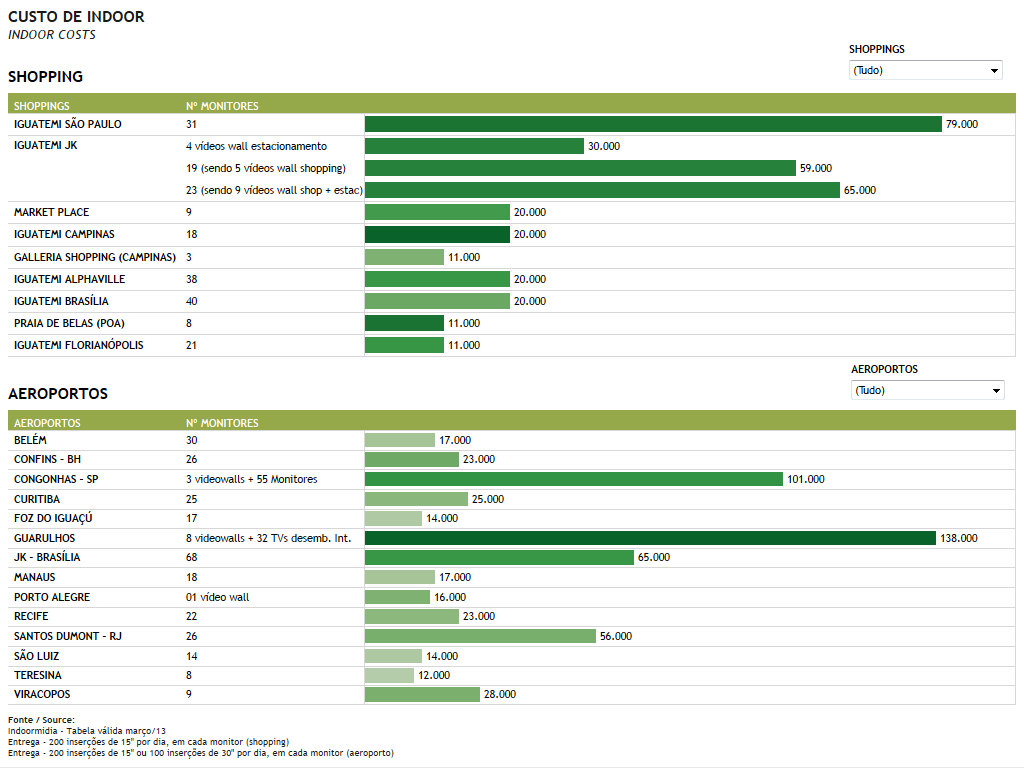 CUSTO DE INDOOR
INDOOR COSTS
SHOPPINGS
(Tudo)
SHOPPING
SHOPPINGS Nº MONITORES
IGUATEMI SÃO PAULO 31 79.000
IGUATEMI JK 4 vídeos wall estacionamento 30.000
19 (sendo 5 vídeos wall shopping) 59.000
23 (sendo 9 vídeos wall shop + estac) 65.000
MARKET PLACE 9 20.000
IGUATEMI CAMPINAS 18 20.000
GALLERIA SHOPPING (CAMPINAS) 3 11.000
IGUATEMI ALPHAVILLE 38 20.000
IGUATEMI BRASÍLIA 40 20.000
PRAIA DE BELAS (POA) 8 11.000
IGUATEMI FLORIANÓPOLIS 21 11.000
AEROPORTOS
(Tudo)
AEROPORTOS
AEROPORTOS Nº MONITORES
BELÉM 30 17.000
CONFINS - BH 26 23.000
CONGONHAS - SP 3 videowalls + 55 Monitores 101.000
CURITIBA 25 25.000
FOZ DO IGUAÇÚ 17 14.000
GUARULHOS 8 videowalls + 32 TVs desemb. Int. 138.000
JK - BRASÍLIA 68 65.000
MANAUS 18 17.000
PORTO ALEGRE 01 vídeo wall 16.000
RECIFE 22 23.000
SANTOS DUMONT - RJ 26 56.000
SÃO LUIZ 14 14.000
TERESINA 8 12.000
VIRACOPOS 9 28.000
Fonte / Source:
Indoormidia - Tabela válida março/13
Entrega - 200 inserções de 15" por dia, em cada monitor (shopping)
Entrega - 200 inserções de 15" ou 100 inserções de 30" por dia, em cada monitor (aeroporto)